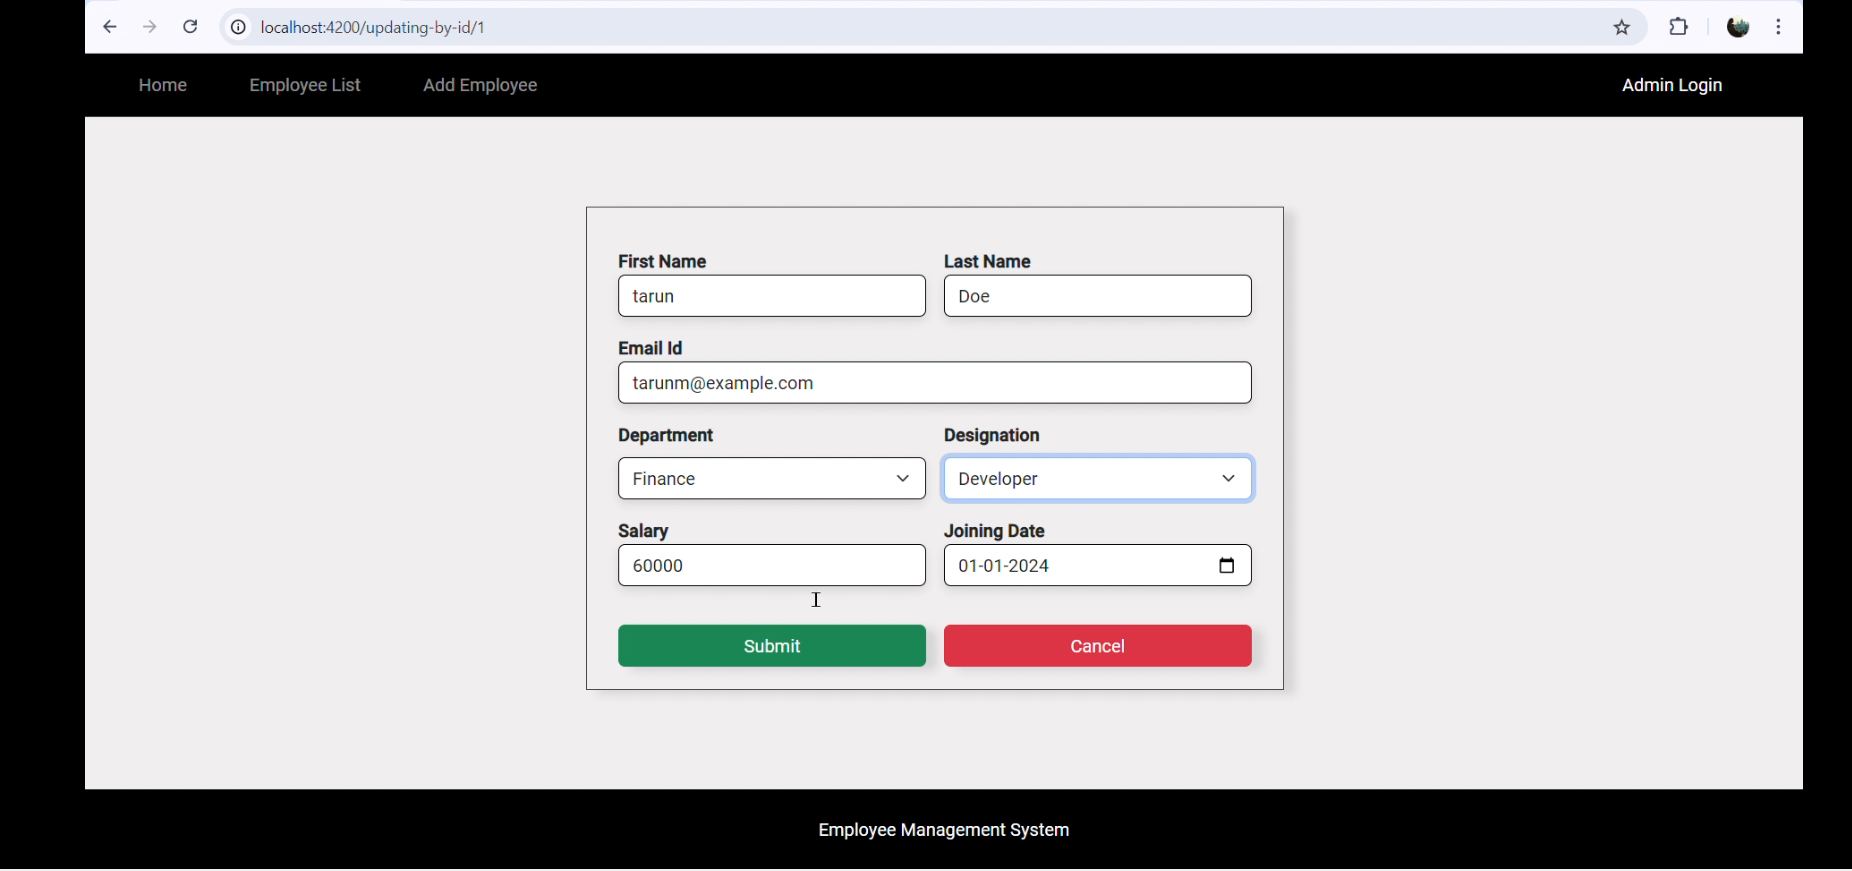 localhost:4200/updating-by-id/1
Home Employee List Add Employee Admin Login
First Name Last Name
tarun Doe
Email Id
tarunm@example.com
Department Designation
Finance Developer
Salary Joining Date
60000 01-01-2024
Submit Cancel
Employee Management System